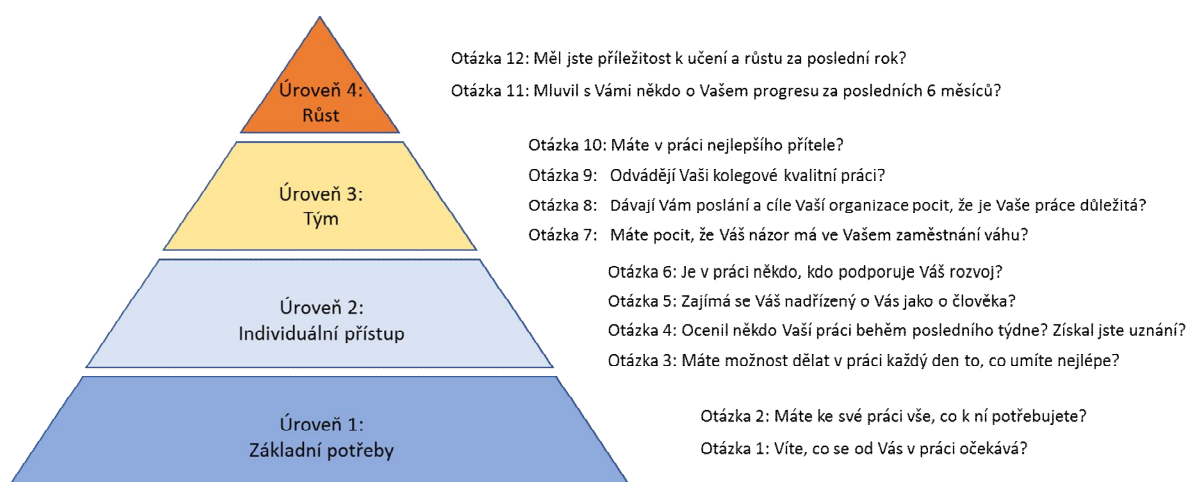 Úroveň 4:
Růst
Otázka 12: Měl jste příležitost k učení a růstu za poslední rok?
Otázka 11: Mluvil s Vámi někdo o Vašem progresu za posledních 6 měsíců?
Úroveň 3:
Tým
Otázka 10: Máte v práci nejlepšího přítele?
Otázka 9: Odvádějí Vaši kolegové kvalitní práci?
Otázka 8: Dávají Vám poslání a cíle Vaší organizace pocit, že je Vaše práce důležitá?
Otázka 7: Máte pocit, že Váš názor má ve Vašem zaměstnání váhu?
Úroveň 2:
Individuální přístup
Otázka 6: Je v práci někdo, kdo podporuje Váš rozvoj?
Otázka 5: Zajímá se Váš nadřízený o Vás jako o člověka?
Otázka 4: Ocenil někdo Vaší práci behěm posledního týdne? Získal jste uznání?
Otázka 3: Máte možnost dělat v práci každý den to, co umíte nejlépe?
Úroveň 1:
Základní potřeby
Otázka 2: Máte ke své práci vše, co k ní potřebujete?
Otázka 1: Víte, co se od Vás v práci očekává?